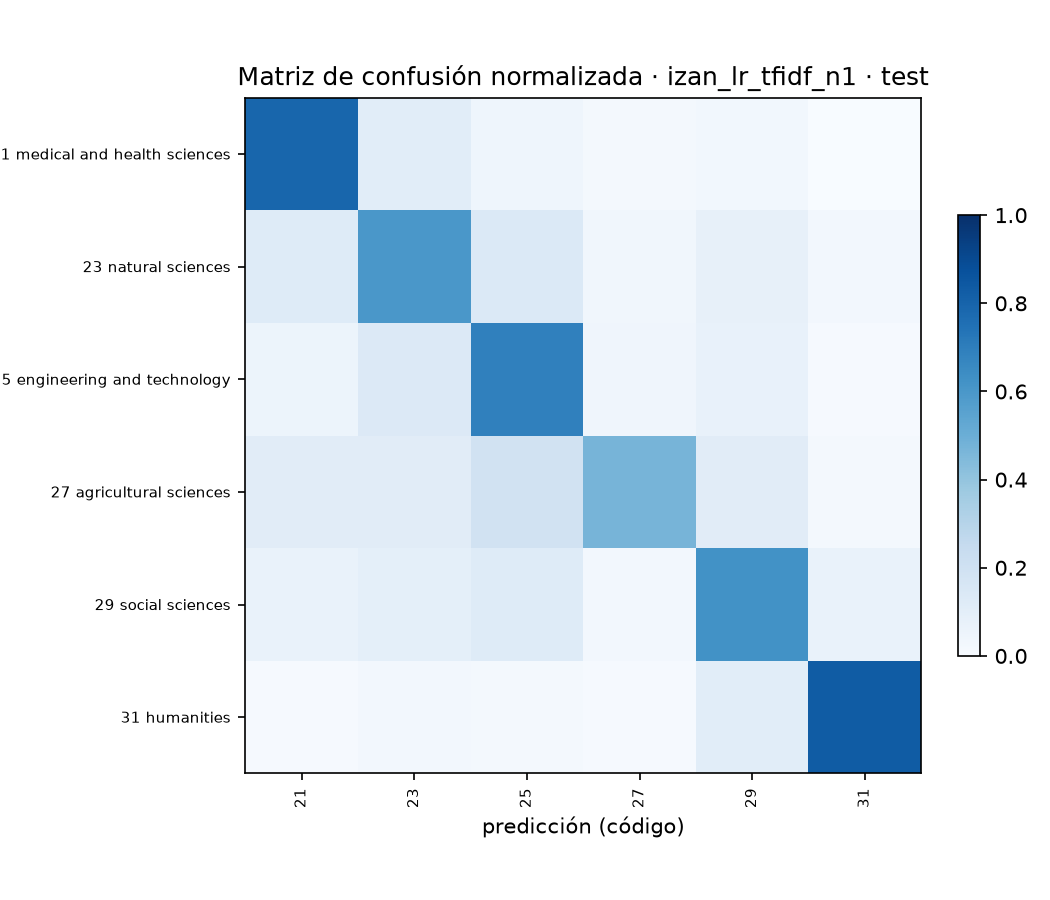 Matriz de confusión normalizada · izan_lr_tfidf_n1 · test
1 medical and health sciences
23 natural sciences
5 engineering and technology
27 agricultural sciences
29 social sciences
31 humanities
21
23
25
27
29
31
predicción (código)
1.0
0.8
0.6
0.4
0.2
0.0